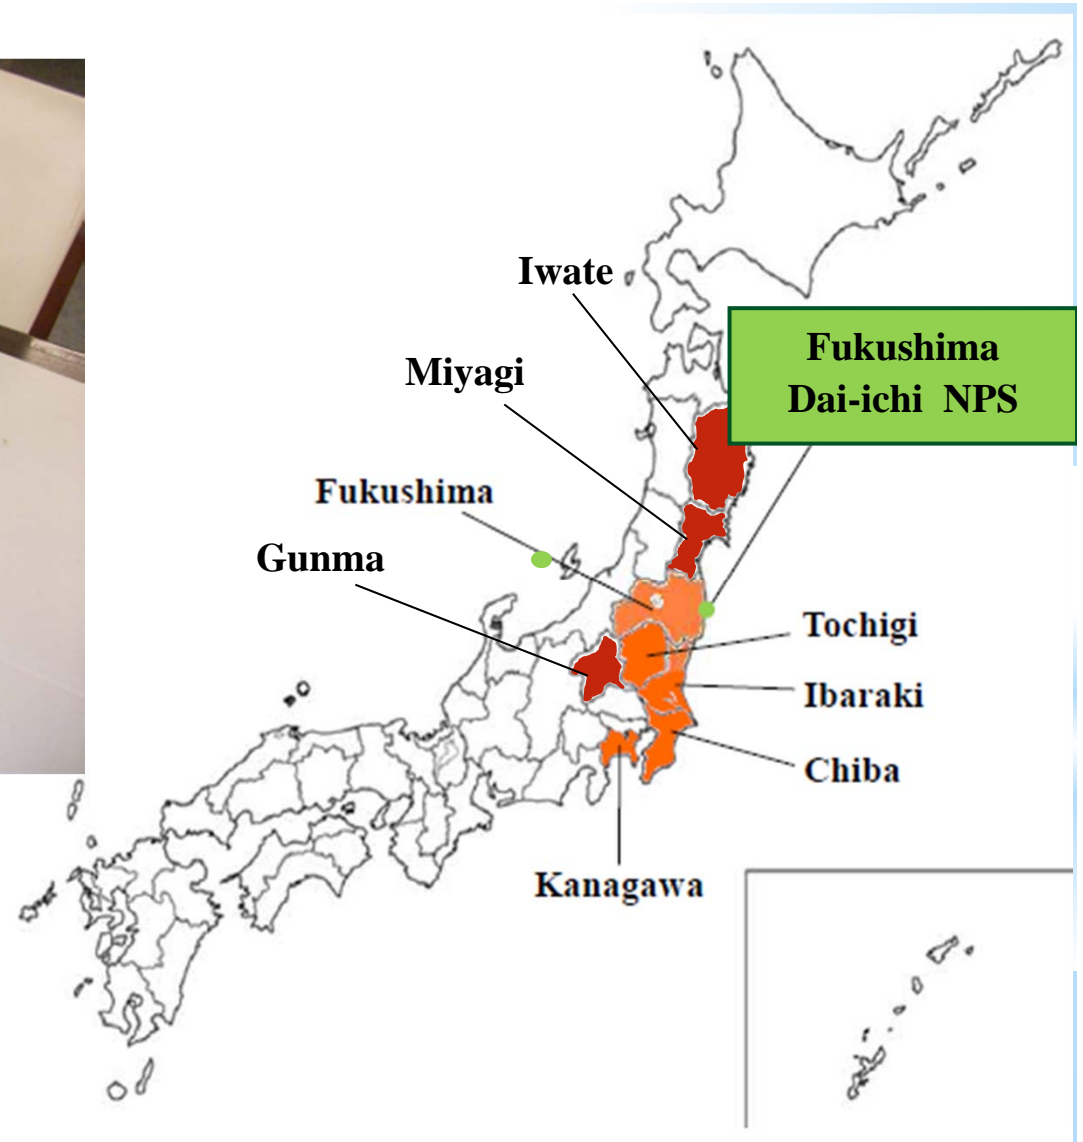 Iwate
Fukushima
Dai-ichi NPS
Miyagi
Fukushima
Gunma
Tochigi
Ibaraki
Chiba
Kanagawa